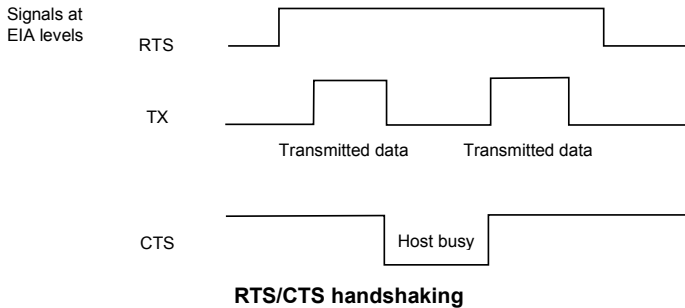 Signals at
EIA levels
RTS
TX
Transmitted data
Transmitted data
CTS
Host busy
RTS/CTS handshaking